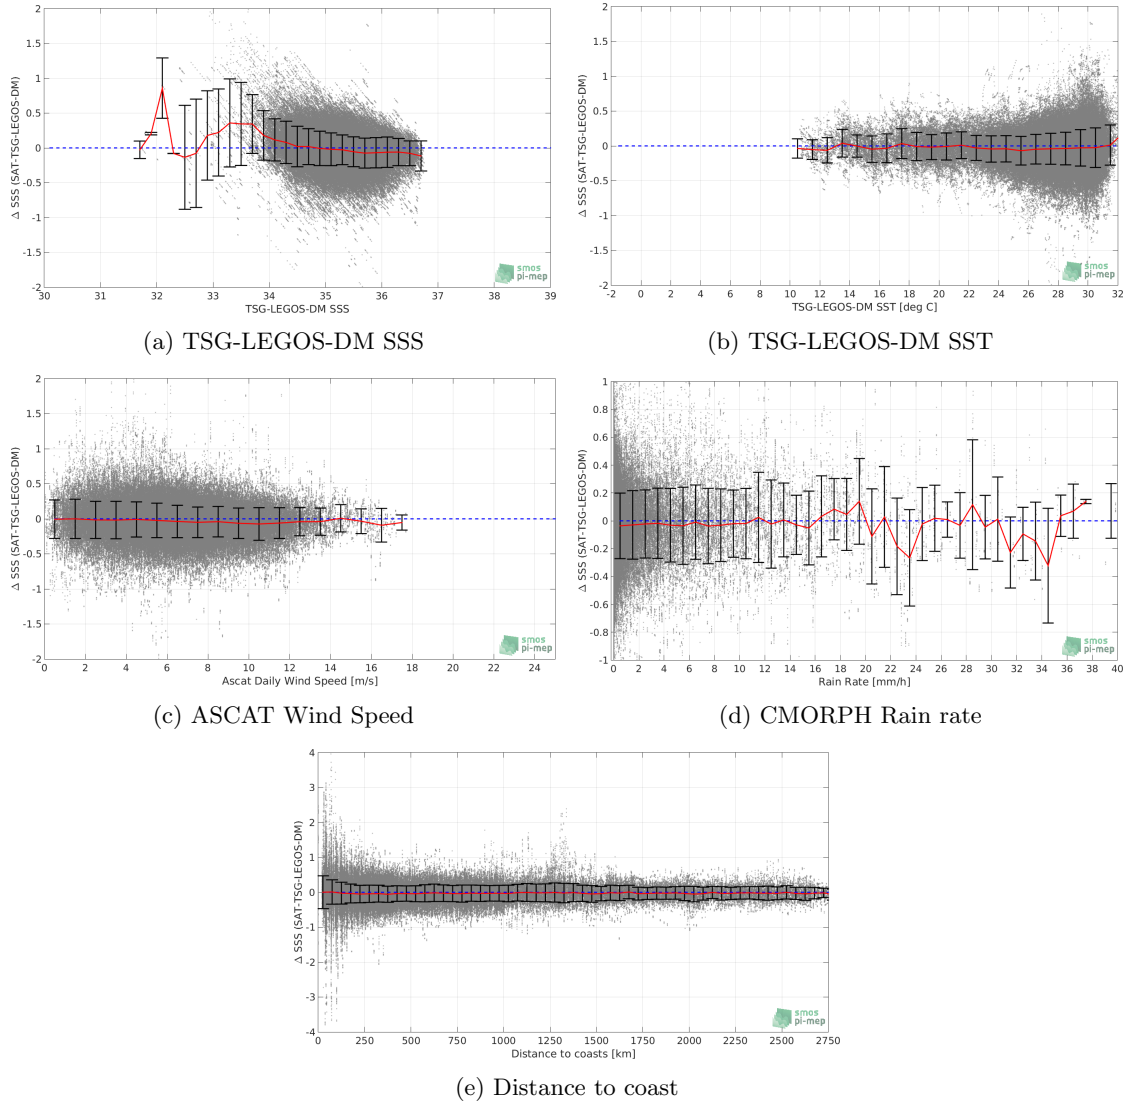 2
1.5
1
0.5
0
-0.5
-1
-1.5
-2
Δ SSS (SAT-TSG-LEGOS-DM)
30 31 32 33 34 35 36 37 38 39
TSG-LEGOS-DM SSS
smos
pi-mep
(a) TSG-LEGOS-DM SSS
2
1.5
1
0.5
0
-0.5
-1
-1.5
-2
Δ SSS (SAT-TSG-LEGOS-DM)
-2 0 2 4 6 8 10 12 14 16 18 20 22 24 26 28 30 32
TSG-LEGOS-DM SST [deg C]
smos
pi-mep
(b) TSG-LEGOS-DM SST
2
1.5
1
0.5
0
-0.5
-1
-1.5
-2
Δ SSS (SAT-TSG-LEGOS-DM)
0 2 4 6 8 10 12 14 16 18 20 22 24
Ascat Daily Wind Speed [m/s]
smos
pi-mep
(c) ASCAT Wind Speed
1
0.8
0.6
0.4
0.2
0
-0.2
-0.4
-0.6
-0.8
-1
Δ SSS (SAT-TSG-LEGOS-DM)
0 2 4 6 8 10 12 14 16 18 20 22 24 26 28 30 32 34 36 38 40
Rain Rate [mm/h]
smos
pi-mep
(d) CMORPH Rain rate
4
3
2
1
0
-1
-2
-3
-4
Δ SSS (SAT-TSG-LEGOS-DM)
0 250 500 750 1000 1250 1500 1750 2000 2250 2500 2750
Distance to coasts [km]
smos
pi-mep
(e) Distance to coast